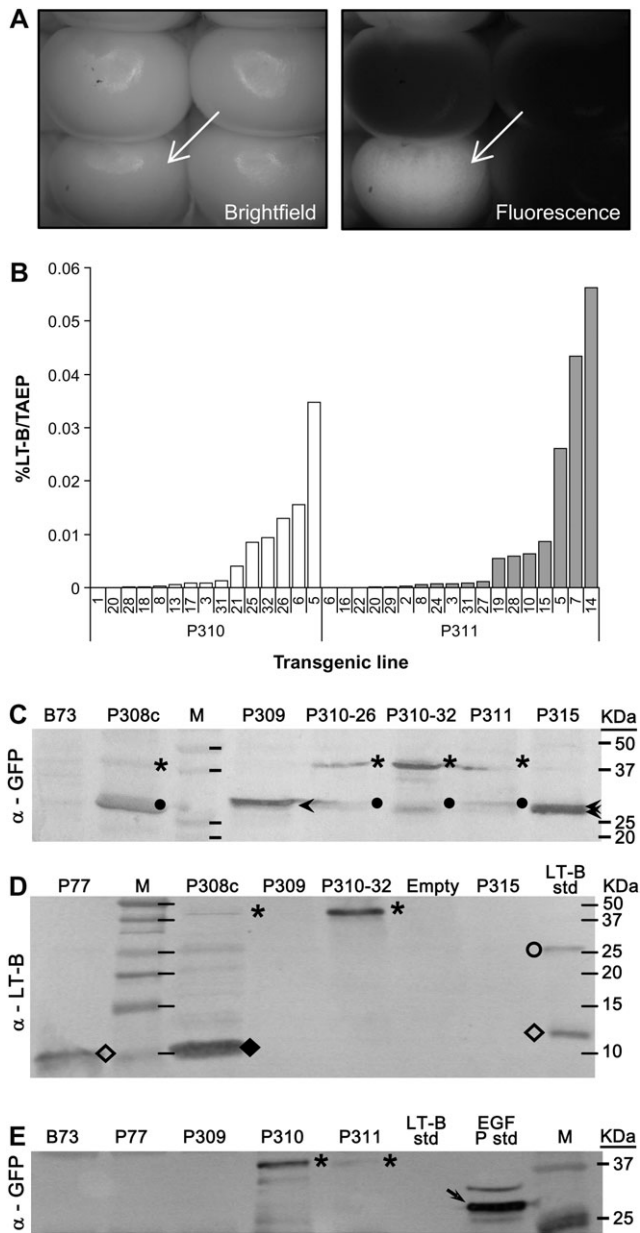 A
Brightfield
Fluorescence
B
%LT-B/TAEP
0.06
0.05
0.04
0.03
0.02
0.01
0
1 20 28 18 8 13 17 3 31 21 25 32 26 6 5 6 16 22 20 29 2 8 24 3 31 27 19 28 10 15 5 7 14
P310 P311
Transgenic line
C
B73 P308c M P309 P310-26 P310-32 P311 P315 KDa
α - GFP
* * * *
50
37
25
20
D
P77 M P308c P309 P310-32 Empty P315 LT-B std KDa
α - LT-B
* *
50
37
25
20
15
10
E
B73 P77 P309 P310 P311 LT-B std EGF P std M KDa
α - GFP
* *
37
25